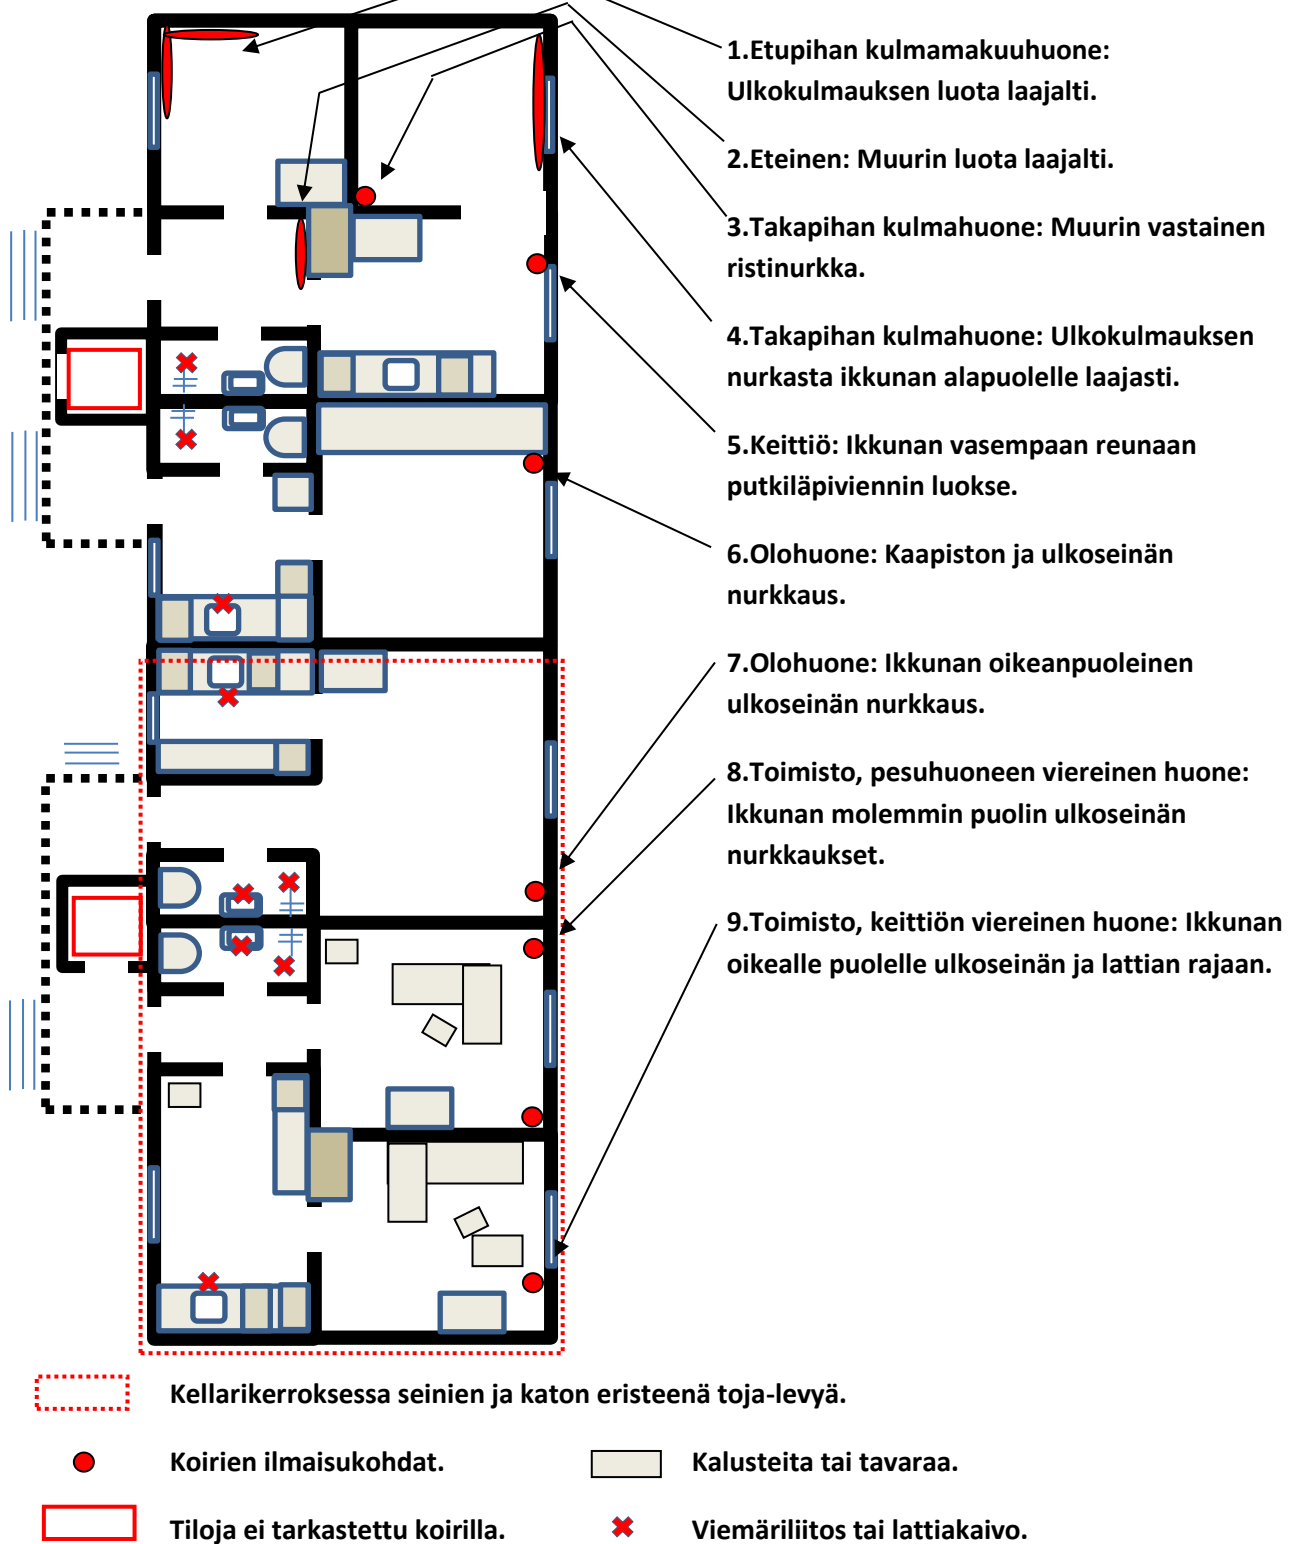 1.Etupihan kulmamakuuhuone:
Ulkokulmauksen luota laajalti.
2.Eteinen: Muurin luota laajalti.
3.Takapihan kulmahuone: Muurin vastainen
ristinurkka.
4.Takapihan kulmahuone: Ulkokulmauksen
nurkasta ikkunan alapuolelle laajasti.
5.Keittiö: Ikkunan vasempaan reunaan
putkiläpiviennin luokse.
6.Olohuone: Kaapiston ja ulkoseinän
nurkkaus.
7.Olohuone: Ikkunan oikeanpuoleinen
ulkoseinän nurkkaus.
8.Toimisto, pesuhuoneen viereinen huone:
Ikkunan molemmin puolin ulkoseinän
nurkkaukset.
9.Toimisto, keittiön viereinen huone: Ikkunan
oikealle puolelle ulkoseinän ja lattian rajaan.
Kellarikerroksessa seinien ja katon eristeenä toja-levyä.
Koirien ilmaisukohdat.
Kalusteita tai tavaraa.
Tiloja ei tarkastettu koirilla.
Viemäriliitos tai lattiakaivo.